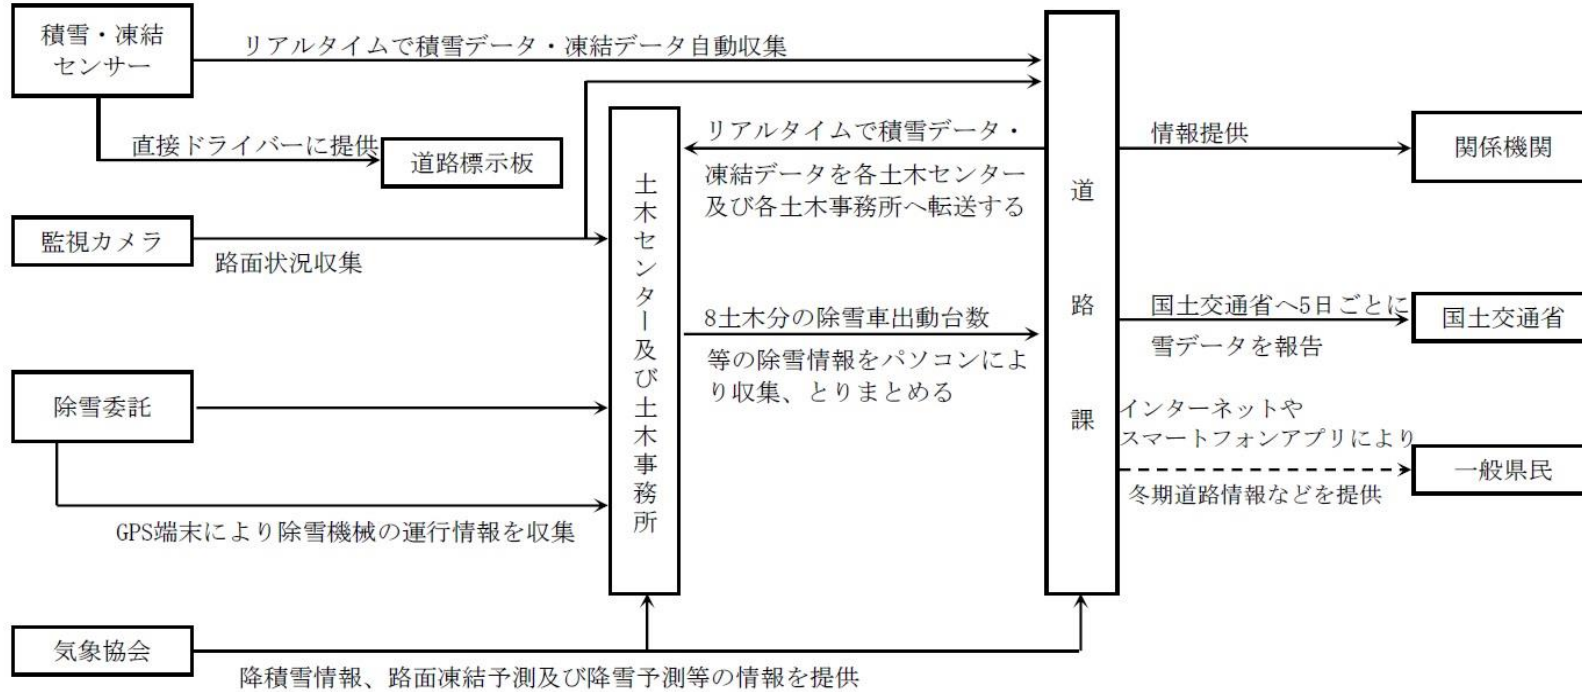 積雪・凍結
センサー
リアルタイムで積雪データ・凍結データ自動収集
直接ドライバーに提供
道路標示板
監視カメラ
路面状況収集
除雪委託
GPS端末により除雪機械の運行情報を収集
気象協会
降積雪情報、路面凍結予測及び降雪予測等の情報を提供
土木センター及び土木事務所
リアルタイムで積雪データ・
凍結データを各土木センター
及び各土木事務所へ転送する
8土木分の除雪車出動台数
等の除雪情報をパソコンによ
り収集、とりまとめる
道路課
情報提供
関係機関
国土交通省へ5日ごとに
雪データを報告
国土交通省
インターネットや
スマートフォンアプリにより
冬期道路情報などを提供
一般県民